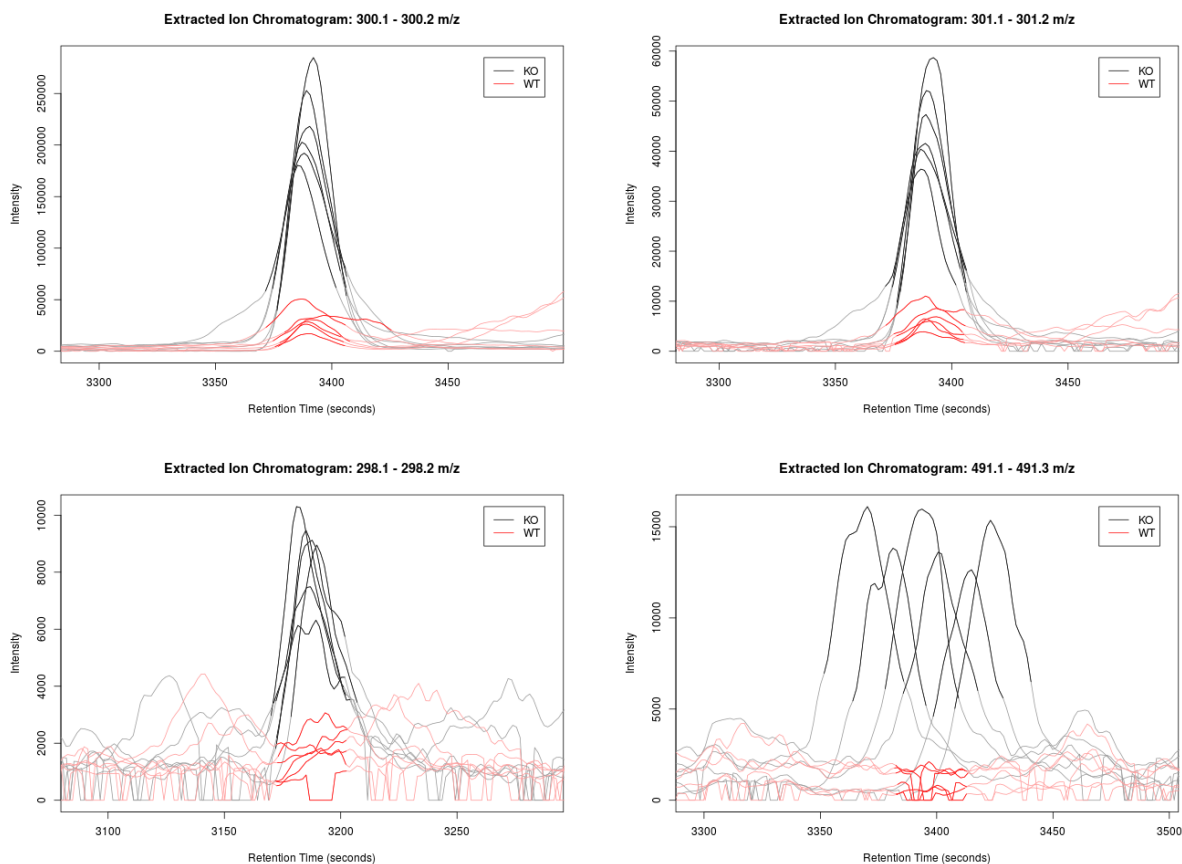 Extracted Ion Chromatogram: 300.1 - 300.2 m/z
Intensity
0
50000
100000
150000
200000
250000
KO
WT
3300
3350
3400
3450
Retention Time (seconds)
Extracted Ion Chromatogram: 301.1 - 301.2 m/z
Intensity
0
10000
20000
30000
40000
50000
60000
KO
WT
3300
3350
3400
3450
Retention Time (seconds)
Extracted Ion Chromatogram: 298.1 - 298.2 m/z
Intensity
0
2000
4000
6000
8000
10000
KO
WT
3100
3150
3200
3250
Retention Time (seconds)
Extracted Ion Chromatogram: 491.1 - 491.3 m/z
Intensity
0
5000
10000
15000
KO
WT
3300
3350
3400
3450
3500
Retention Time (seconds)